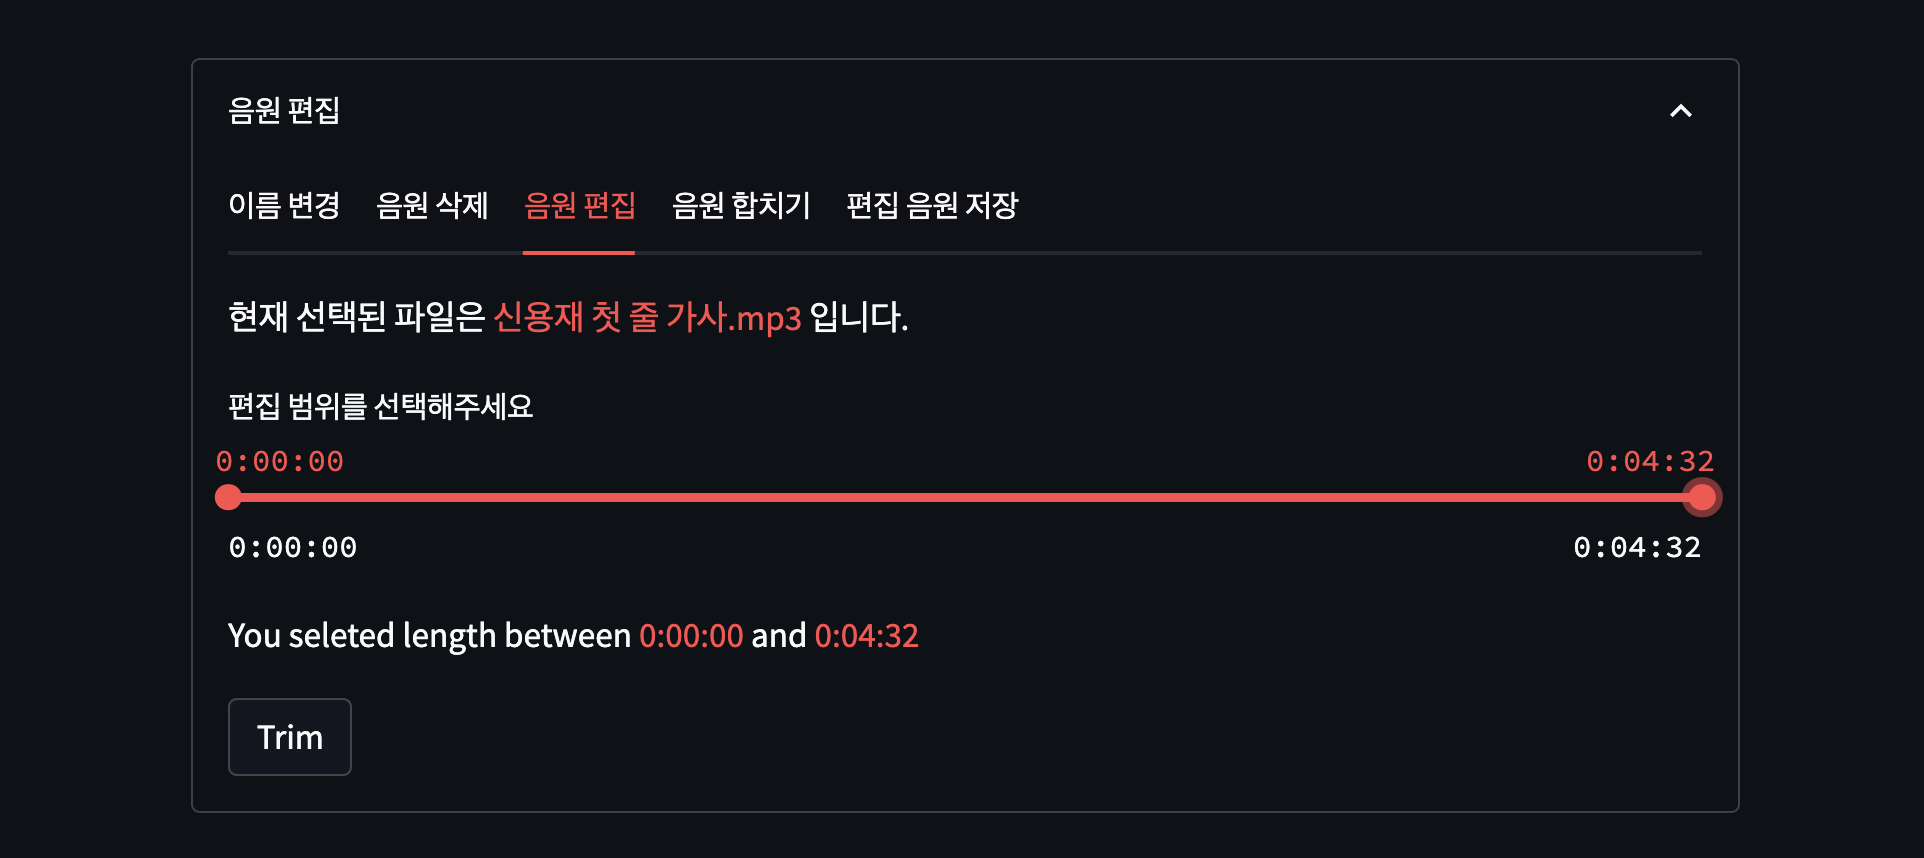 음원 편집
이름 변경 음원 삭제 음원 편집 음원 합치기 편집 음원 저장
현재 선택된 파일은 신용재 첫 줄 가사.mp3 입니다.
편집 범위를 선택해주세요
0:00:00 0:04:32
0:00:00 0:04:32
You seleted length between 0:00:00 and 0:04:32
Trim